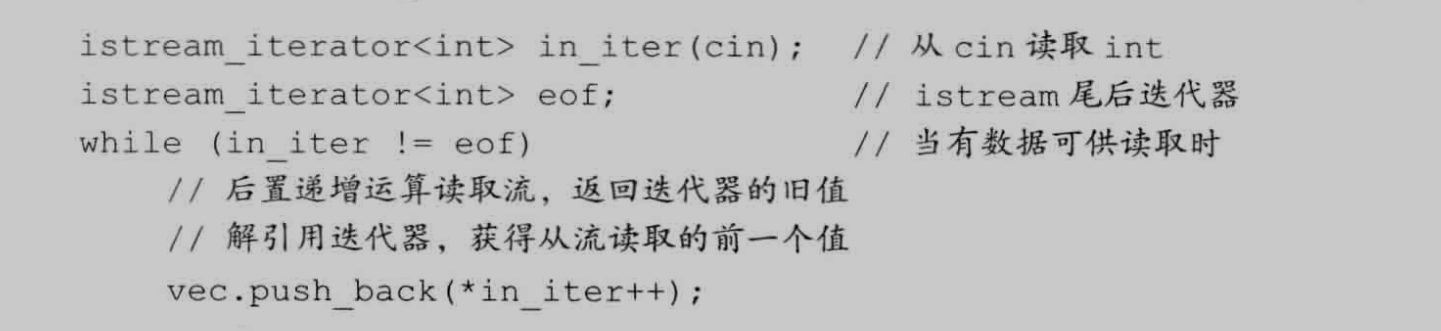 istream_iterator<int> in_iter(cin); // 从 cin 读取 int
istream_iterator<int> eof; // istream 尾后迭代器
while (in_iter != eof) // 当有数据可供读取时
// 后置递增运算读取流，返回迭代器的旧值
// 解引用迭代器，获得从流读取的前一个值
vec.push_back(*in_iter++);